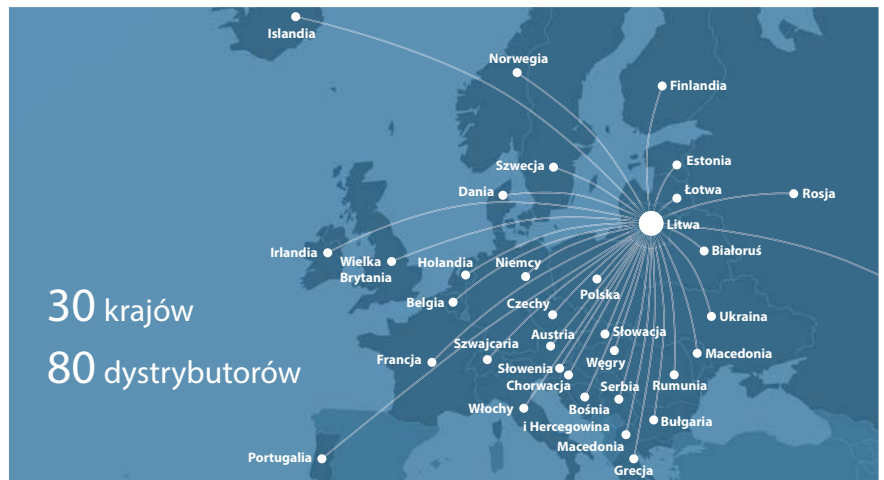 Islandia
Norwegia
Finlandia
Szwecja
Estonia
Dania
Łotwa
Rosja
Litwa
Irlandia
Wielka
Brytania
Holandia
Niemcy
Białoruś
Polska
Belgia
Czechy
Ukraina
30 krajów
Austria
Słowacja
Szwajcaria
Francja
Węgry
Macedonia
80 dystrybutorów
Słowenia
Chorwacja
Serbia
Rumunia
Włochy
Bośnia
i Hercegowina
Bułgaria
Macedonia
Portugalia
Grecja